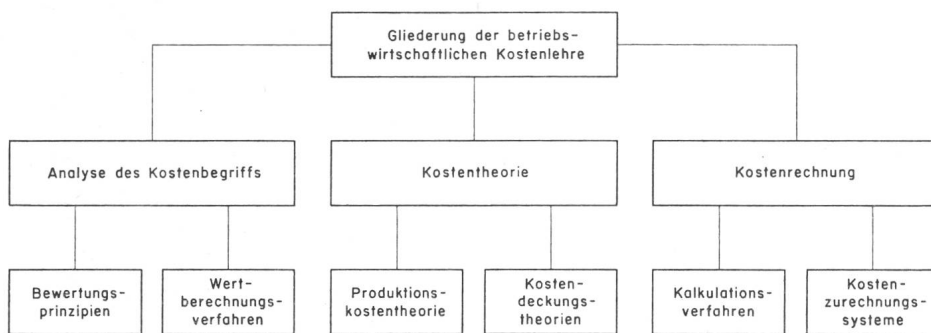 Gliederung der betriebs-
wirtschaftlichen Kostenlehre
Analyse des Kostenbegriffs
Kostentheorie
Kostenrechnung
Bewertungs-
prinzipien
Wert-
berechnungs-
verfahren
Produktions-
kostentheorie
Kosten-
deckungs-
theorien
Kalkulations-
verfahren
Kosten-
zurechnungs-
systeme